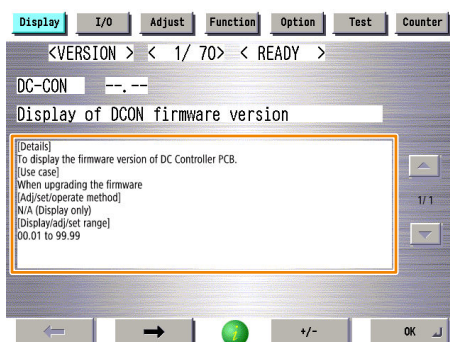 Display I/O Adjust Function Option Test Counter
<VERSION > < 1/ 70> < READY >
DC-CON --.--
Display of DCON firmware version
[Details]
To display the firmware version of DC Controller PCB.
[Use case]
When upgrading the firmware
[Adj/set/operate method]
N/A (Display only)
[Display/adj/set range]
00.01 to 99.99
1/1
i +/- OK